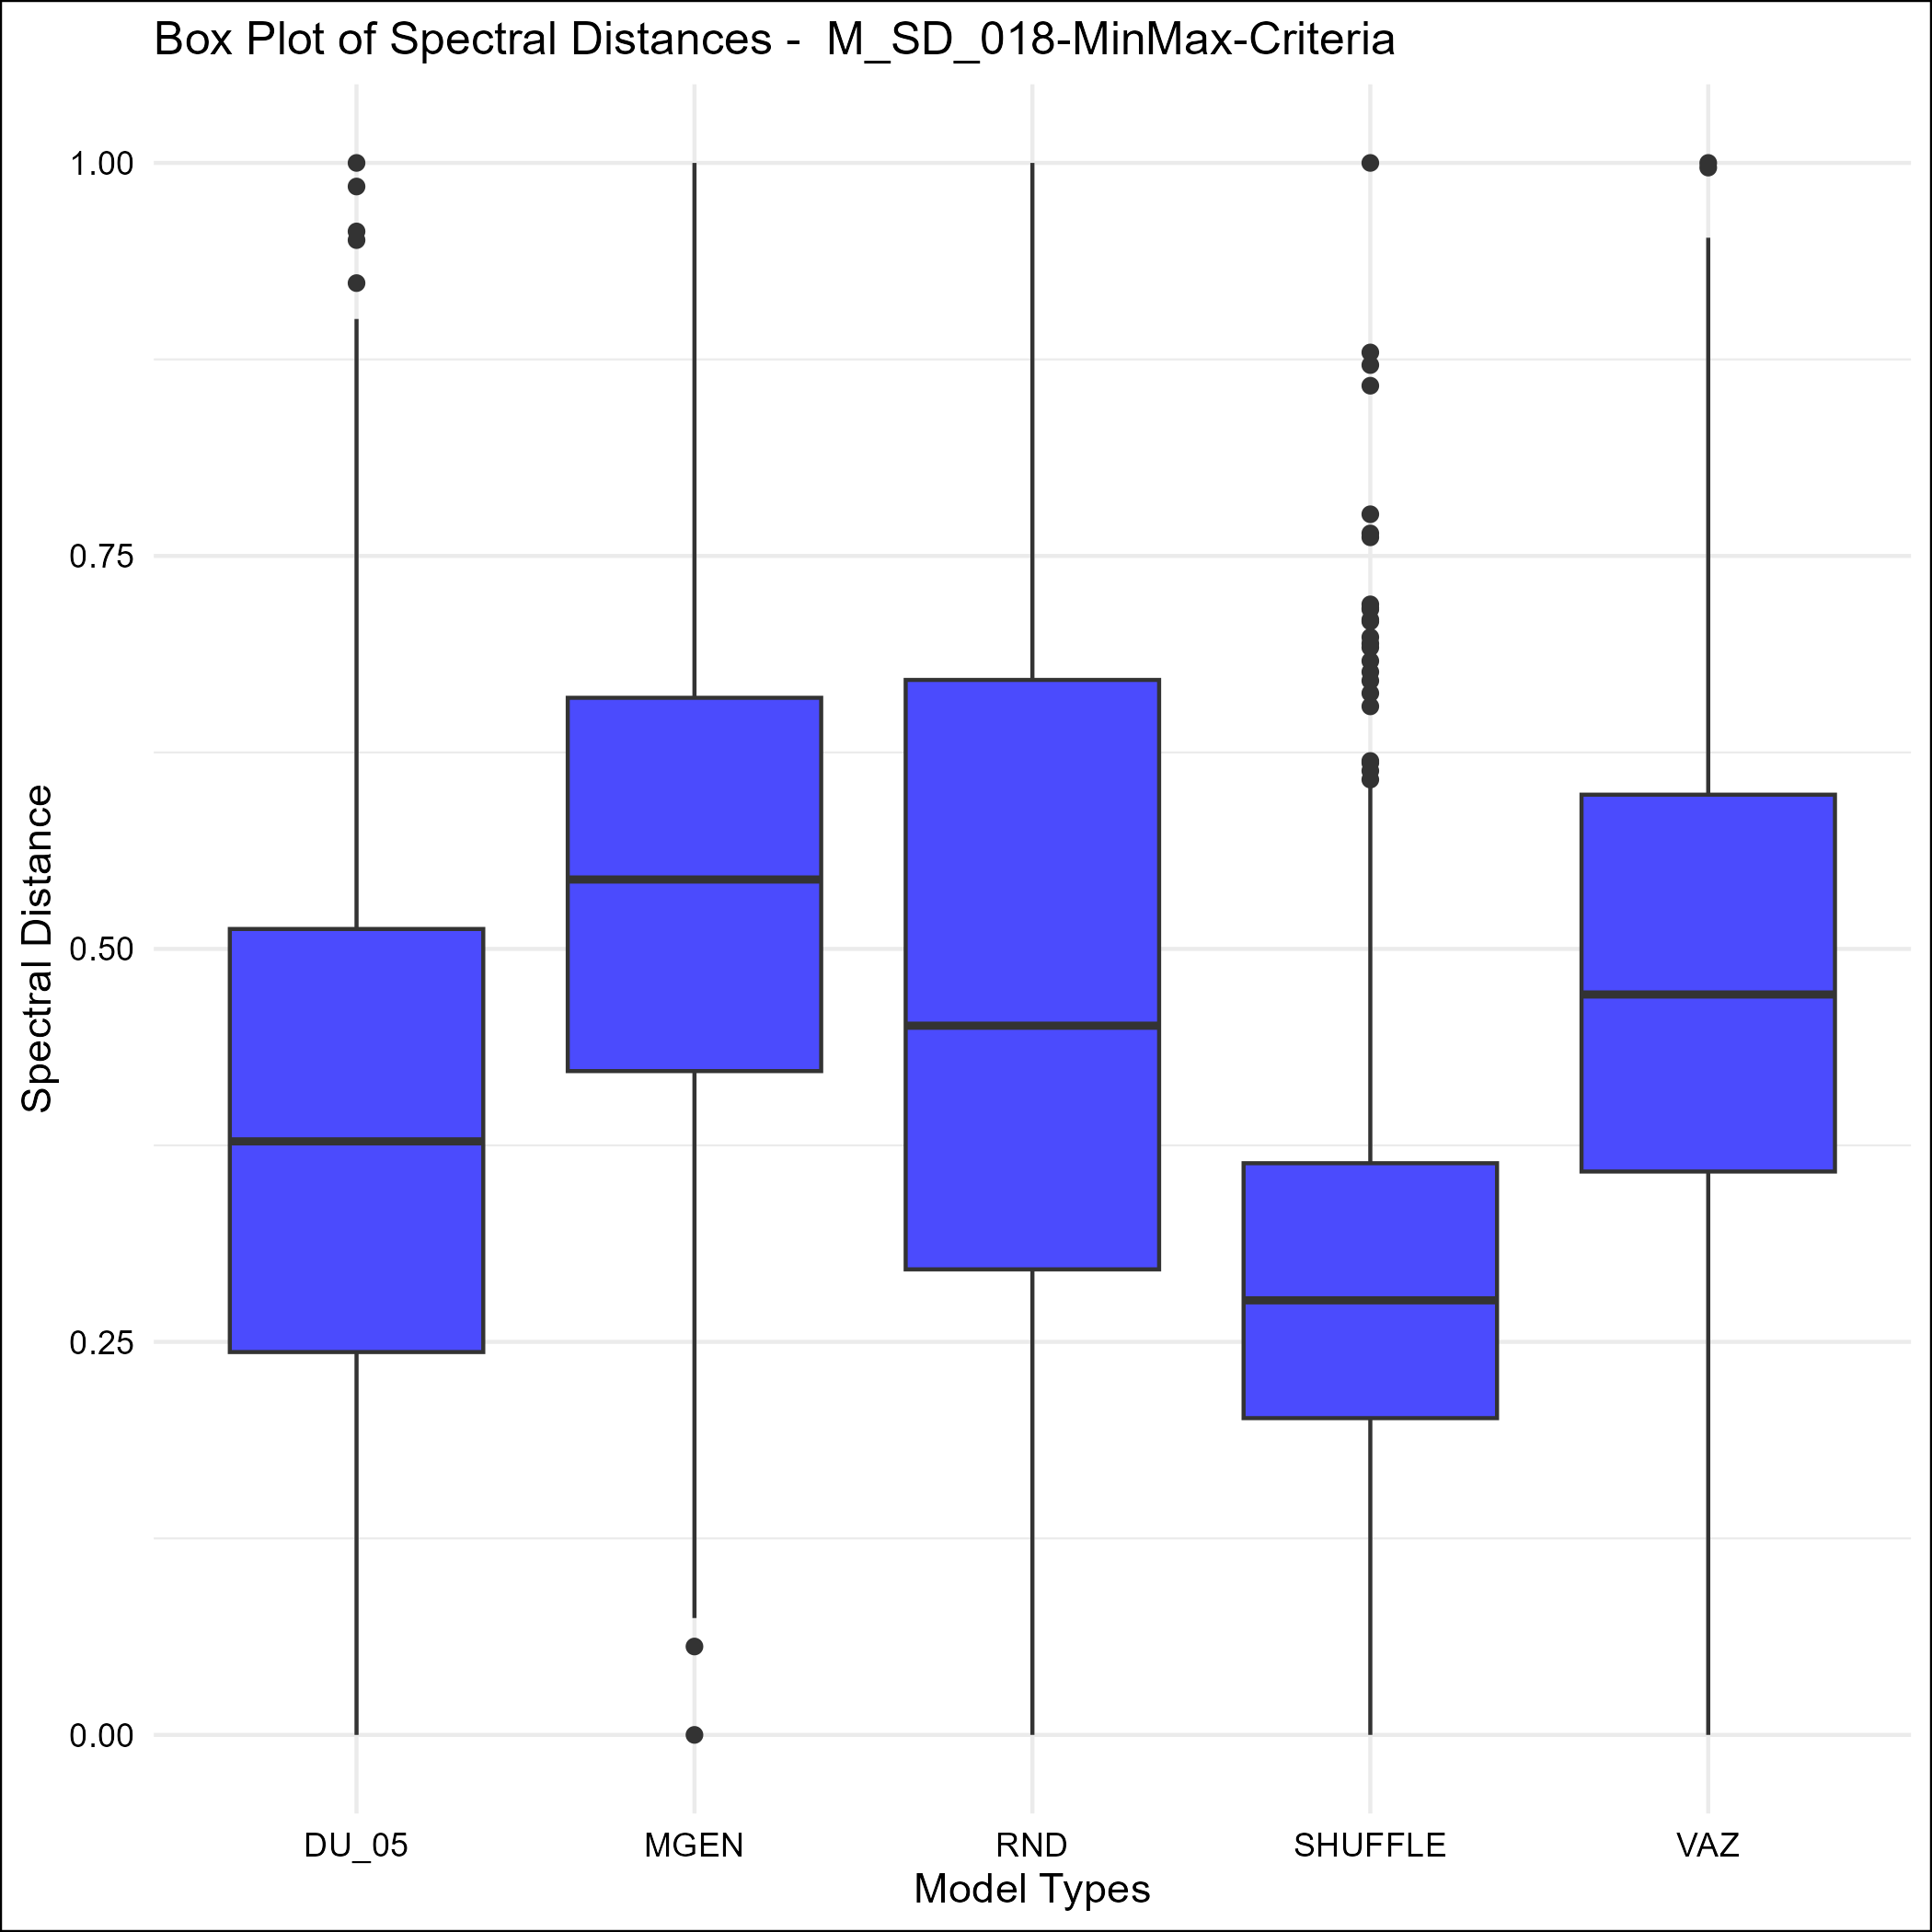 Box Plot of Spectral Distances -  M_SD_018-MinMax-Criteria
Spectral Distance
1.00
0.75
0.50
0.25
0.00
DU_05 MGEN RND SHUFFLE VAZ
Model Types